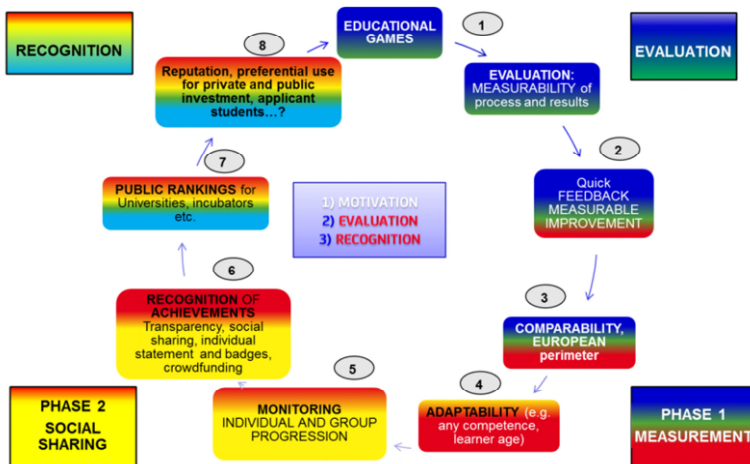 RECOGNITION
8
EDUCATIONAL
GAMES
1
EVALUATION
Reputation, preferential use
for private and public
investment, applicant
students…?
EVALUATION:
MEASURABILITY of
process and results
7
2
PUBLIC RANKINGS for
Universities, incubators
etc.
1) MOTIVATION
2) EVALUATION
3) RECOGNITION
Quick
FEEDBACK
MEASURABLE
IMPROVEMENT
6
3
RECOGNITION OF
ACHIEVEMENTS
Transparency, social
sharing, individual
statement and badges,
crowdfunding
COMPARABILITY,
EUROPEAN
perimeter
5
4
PHASE 2
SOCIAL
SHARING
MONITORING
INDIVIDUAL AND GROUP
PROGRESSION
ADAPTABILITY (e.g.
any competence,
learner age)
PHASE 1
MEASUREMENT